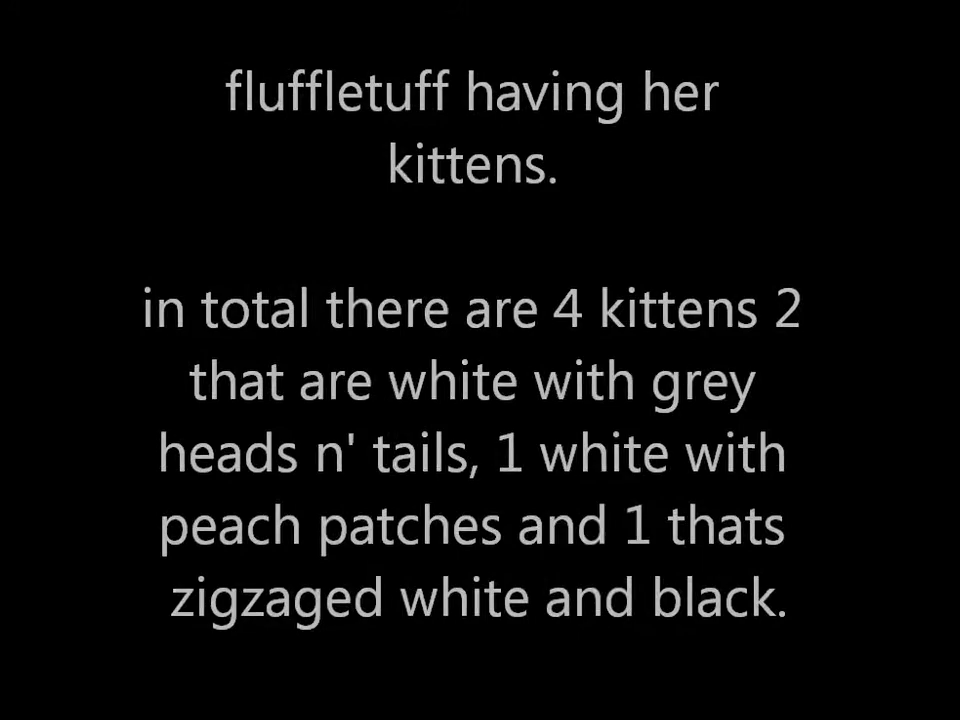 fluffletuff having her
kittens.
in total there are 4 kittens 2
that are white with grey
heads n' tails, 1 white with
peach patches and 1 thats
zigzaged white and black.